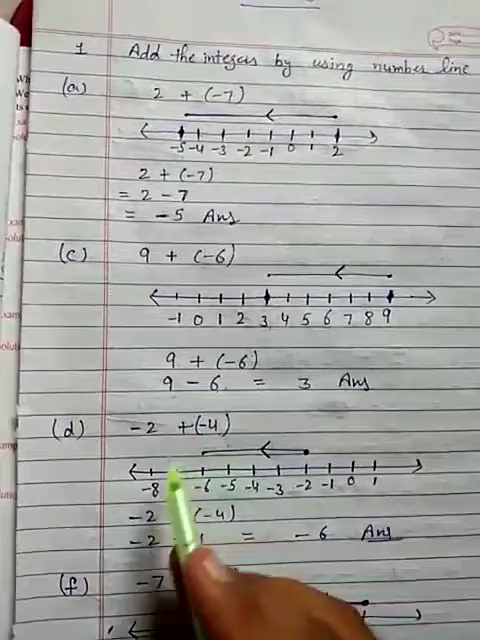 1 Add the integers by using number line
(a) 2 + (-7)
-5 -4 -3 -2 -1 0 1 2
2 + (-7)
= 2 - 7
= -5 Ans
(c) 9 + (-6)
-1 0 1 2 3 4 5 6 7 8 9
9 + (-6)
9 - 6 = 3 Ans
(d) -2 +(-4)
-8 -6 -5 -4 -3 -2 -1 0 1
-2 (-4)
-2 = -6 Ans
(f) -7